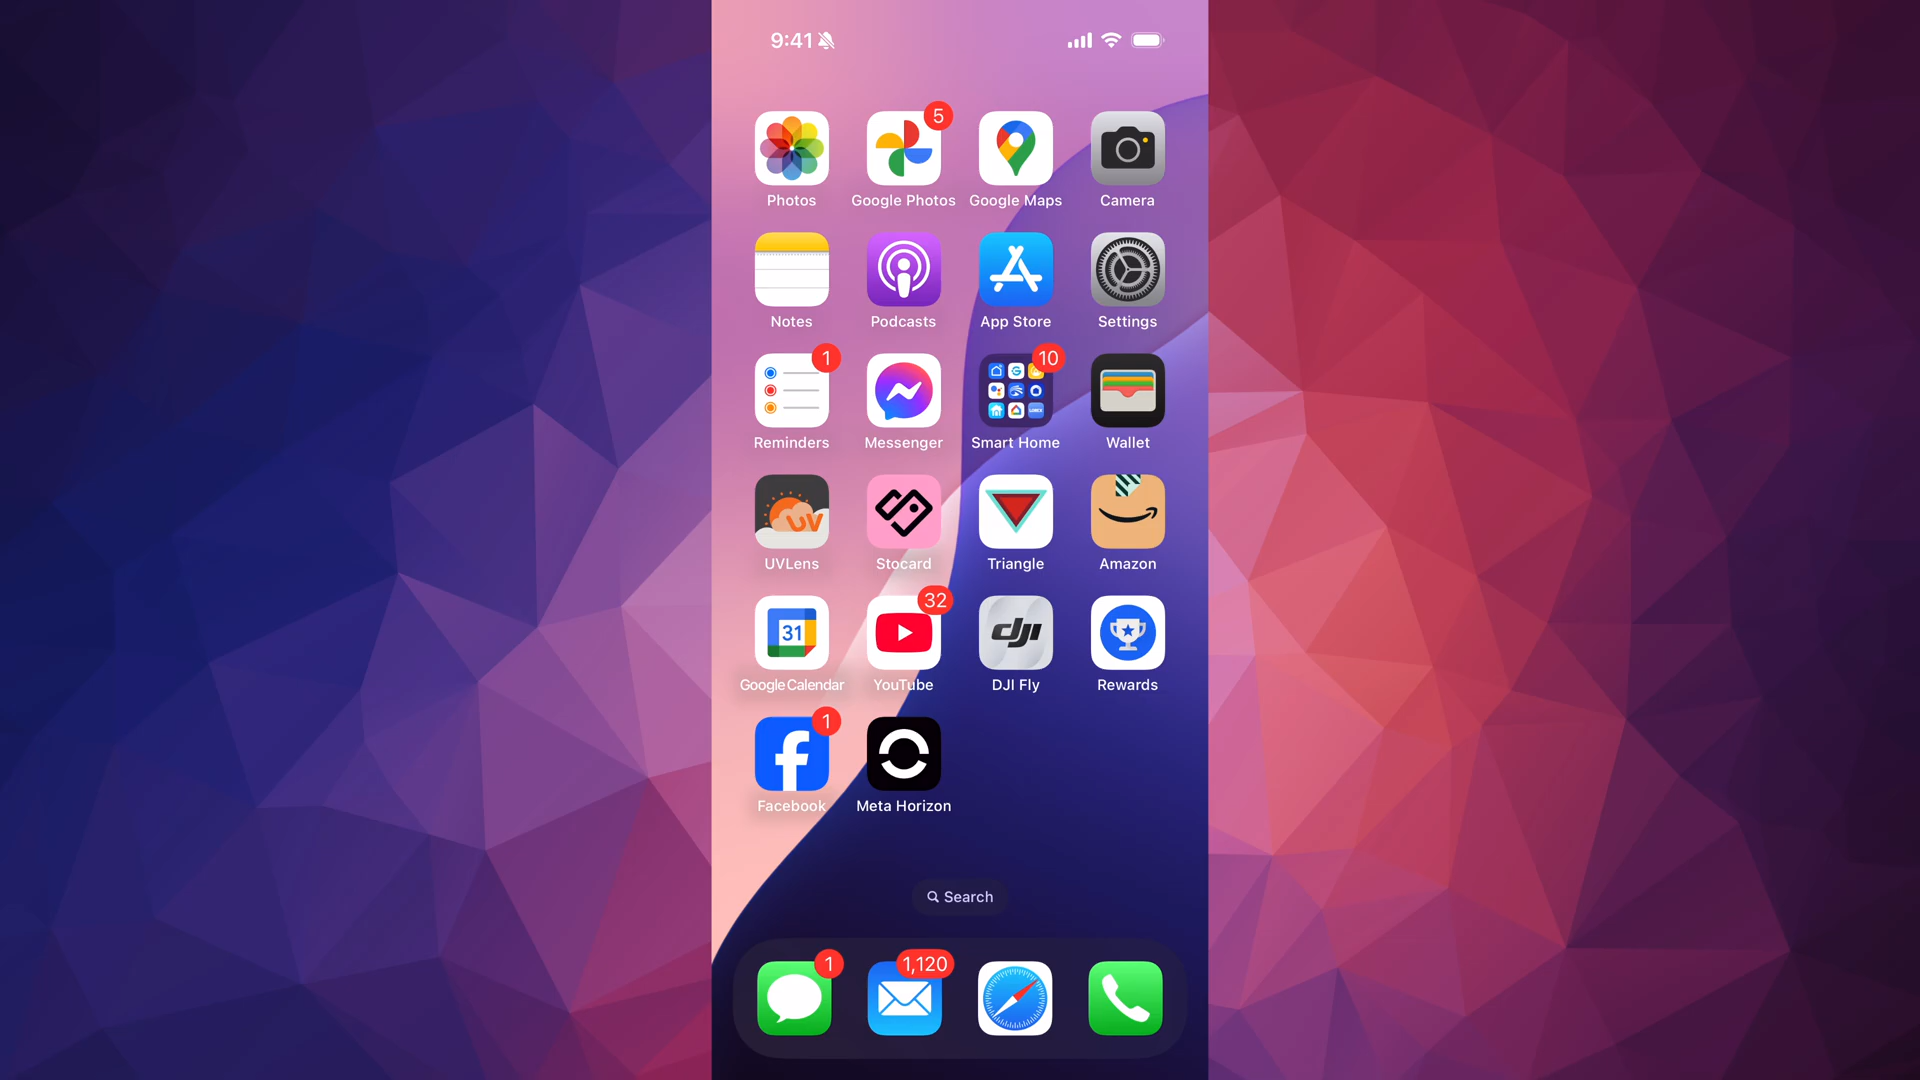 9:41
5
Photos
Google Photos
Google Maps
Camera
Notes
Podcasts
App Store
Settings
1
10
Reminders
Messenger
Smart Home
Wallet
UV
UVLens
Stocard
Triangle
Amazon
31
32
dji
Google Calendar
YouTube
DJI Fly
Rewards
1
Facebook
Meta Horizon
Search
1
1,120